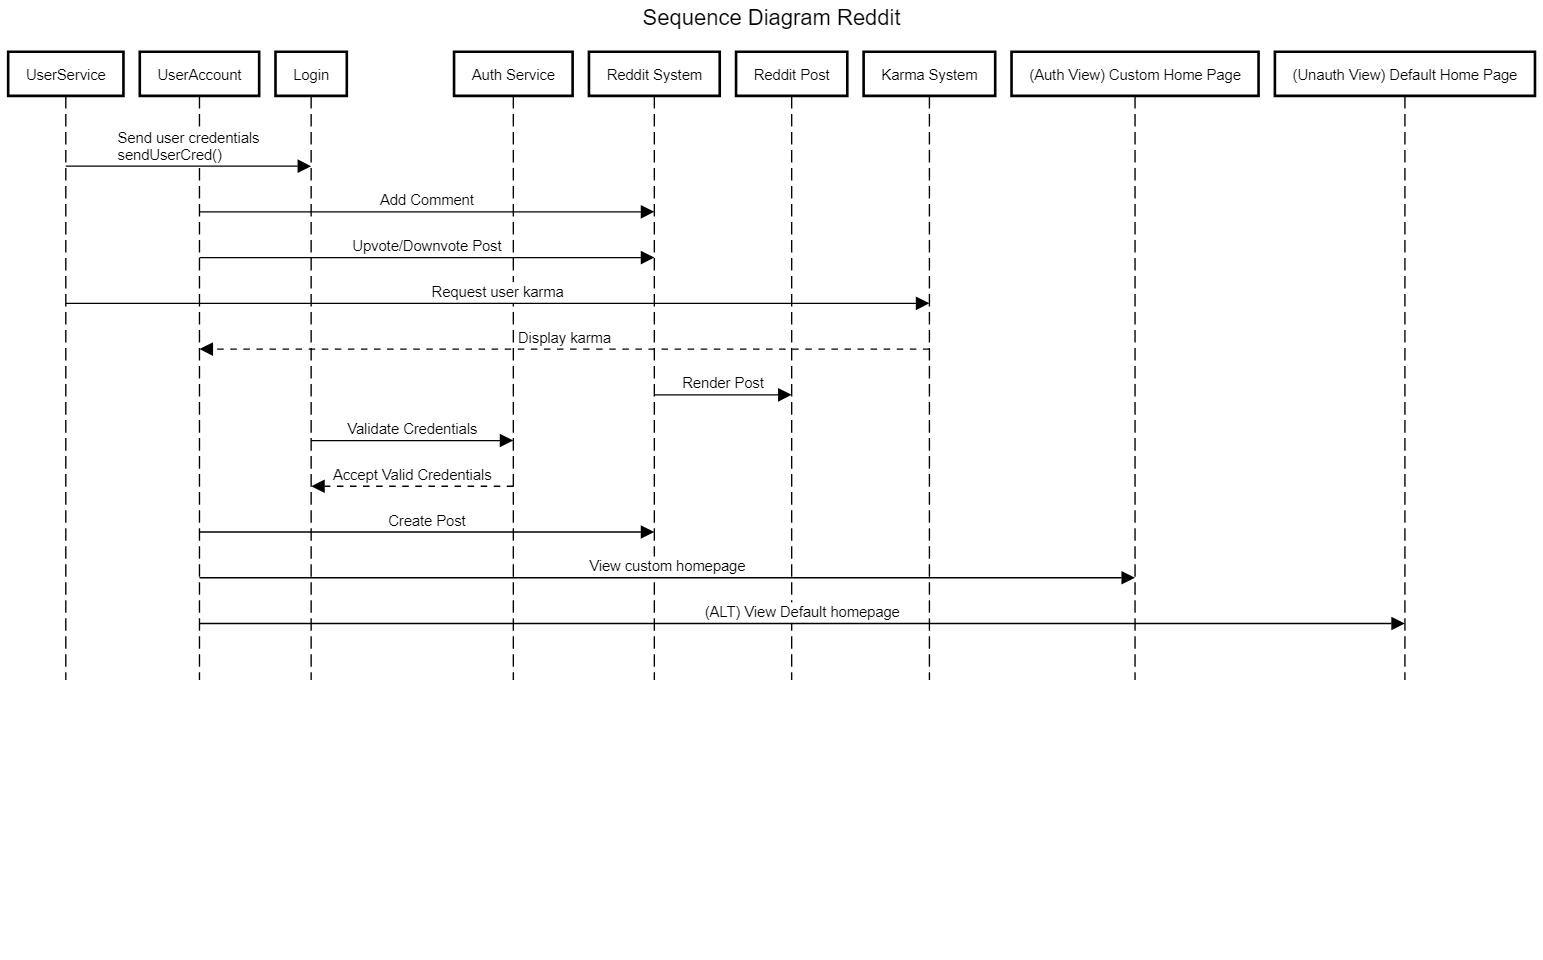 Sequence Diagram Reddit
UserService
UserAccount
Login
Auth Service
Reddit System
Reddit Post
Karma System
(Auth View) Custom Home Page
(Unauth View) Default Home Page
Send user credentials
sendUserCred()
Add Comment
Upvote/Downvote Post
Request user karma
Display karma
Render Post
Validate Credentials
Accept Valid Credentials
Create Post
View custom homepage
(ALT) View Default homepage